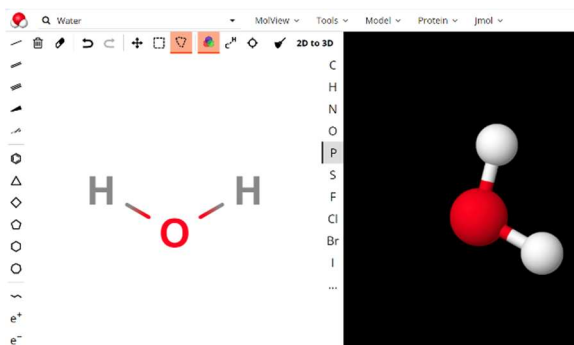 Water MolView Tools Model Protein Jmol
C H 2D to 3D
C
H
N
O
P
S
F
Cl
Br
I
...
H H
O
e+
e-